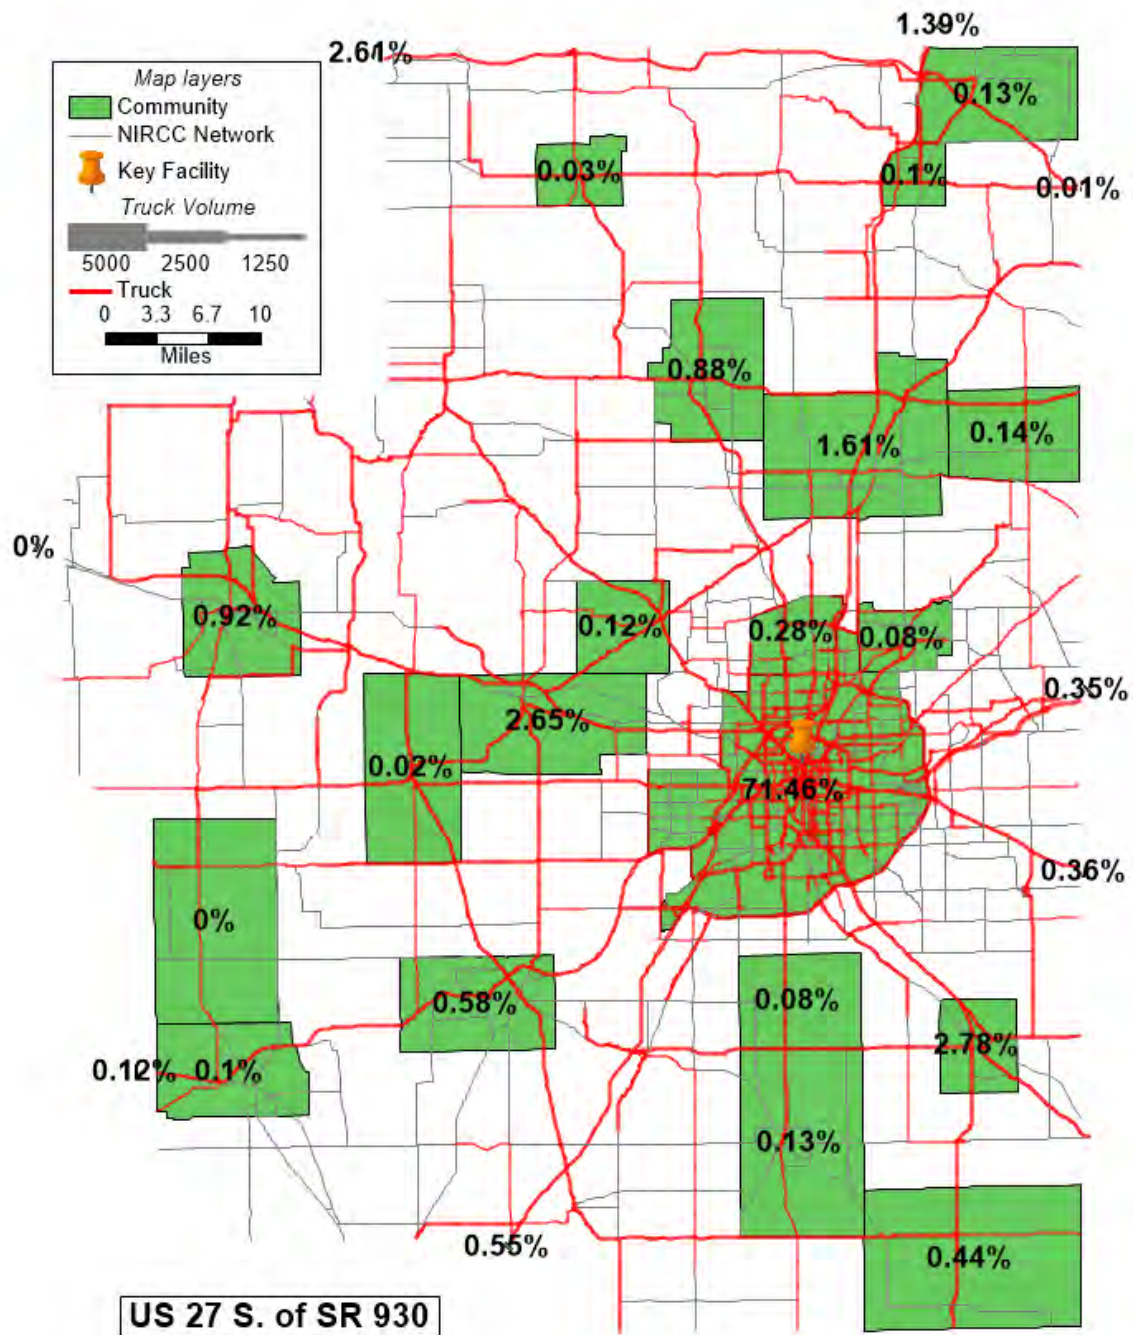 1.39%
2.61%
Map layers
Community
NIRCC Network
Key Facility
Truck Volume
5000 2500 1250
Truck
0 3.3 6.7 10
Miles
0.13%
0.03%
0.1%
0.01%
0.88%
1.61%
0.14%
0%
0.92%
0.12%
0.28%
0.08%
0.35%
2.65%
0.02%
71.46%
0.36%
0%
0.58%
0.08%
2.78%
0.12% 0.1%
0.13%
0.55%
0.44%
US 27 S. of SR 930